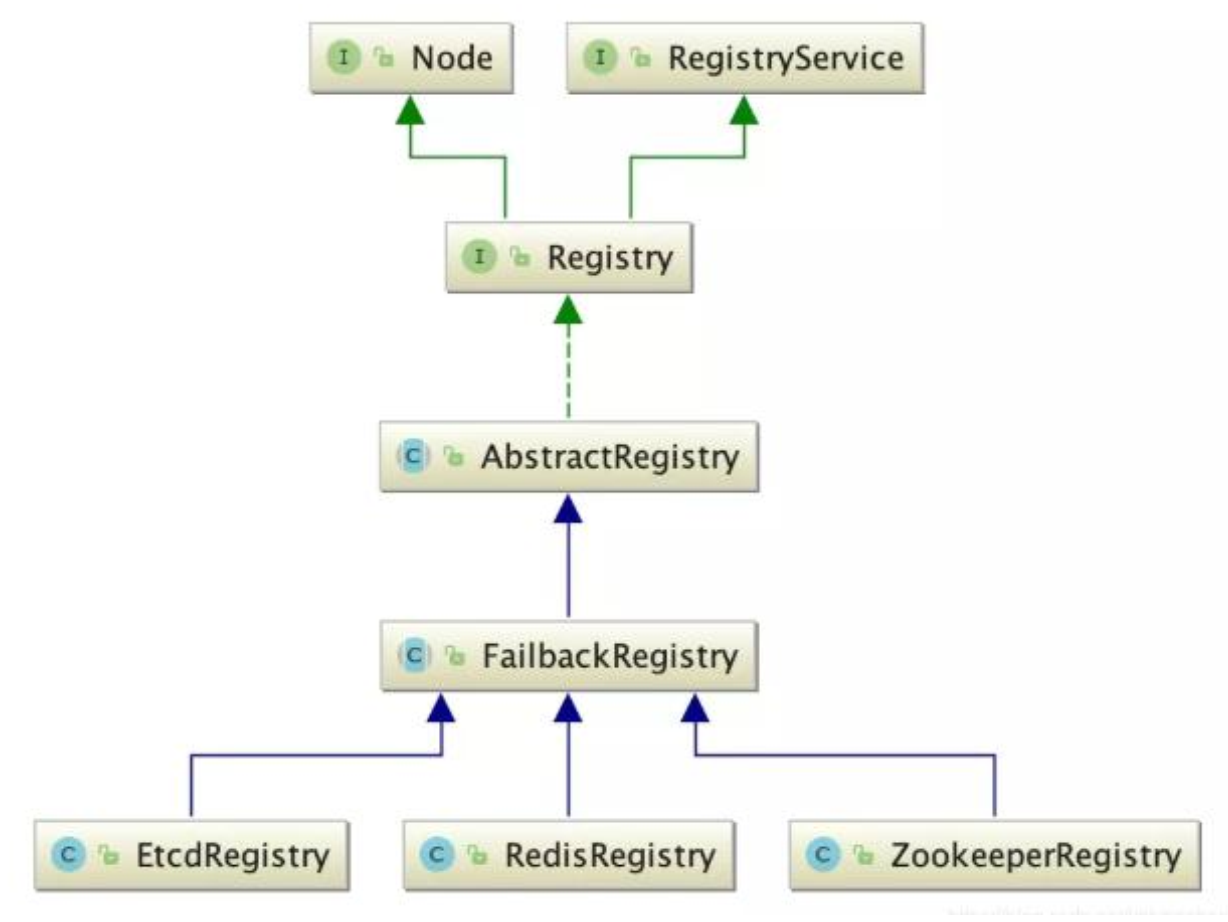 I Node
I RegistryService
I Registry
C AbstractRegistry
C FailbackRegistry
C EtcdRegistry
C RedisRegistry
C ZookeeperRegistry